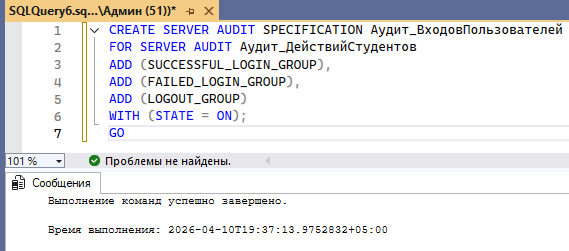 SQLQuery6.sq...\Админ (51))*
1 CREATE SERVER AUDIT SPECIFICATION Аудит_ВходовПользователей
2 FOR SERVER AUDIT Аудит_ДействийСтудентов
3 ADD (SUCCESSFUL_LOGIN_GROUP),
4 ADD (FAILED_LOGIN_GROUP),
5 ADD (LOGOUT_GROUP)
6 WITH (STATE = ON);
7 GO
101 % Проблемы не найдены.
Сообщения
Выполнение команд успешно завершено.
Время выполнения: 2026-04-10T19:37:13.9752832+05:00